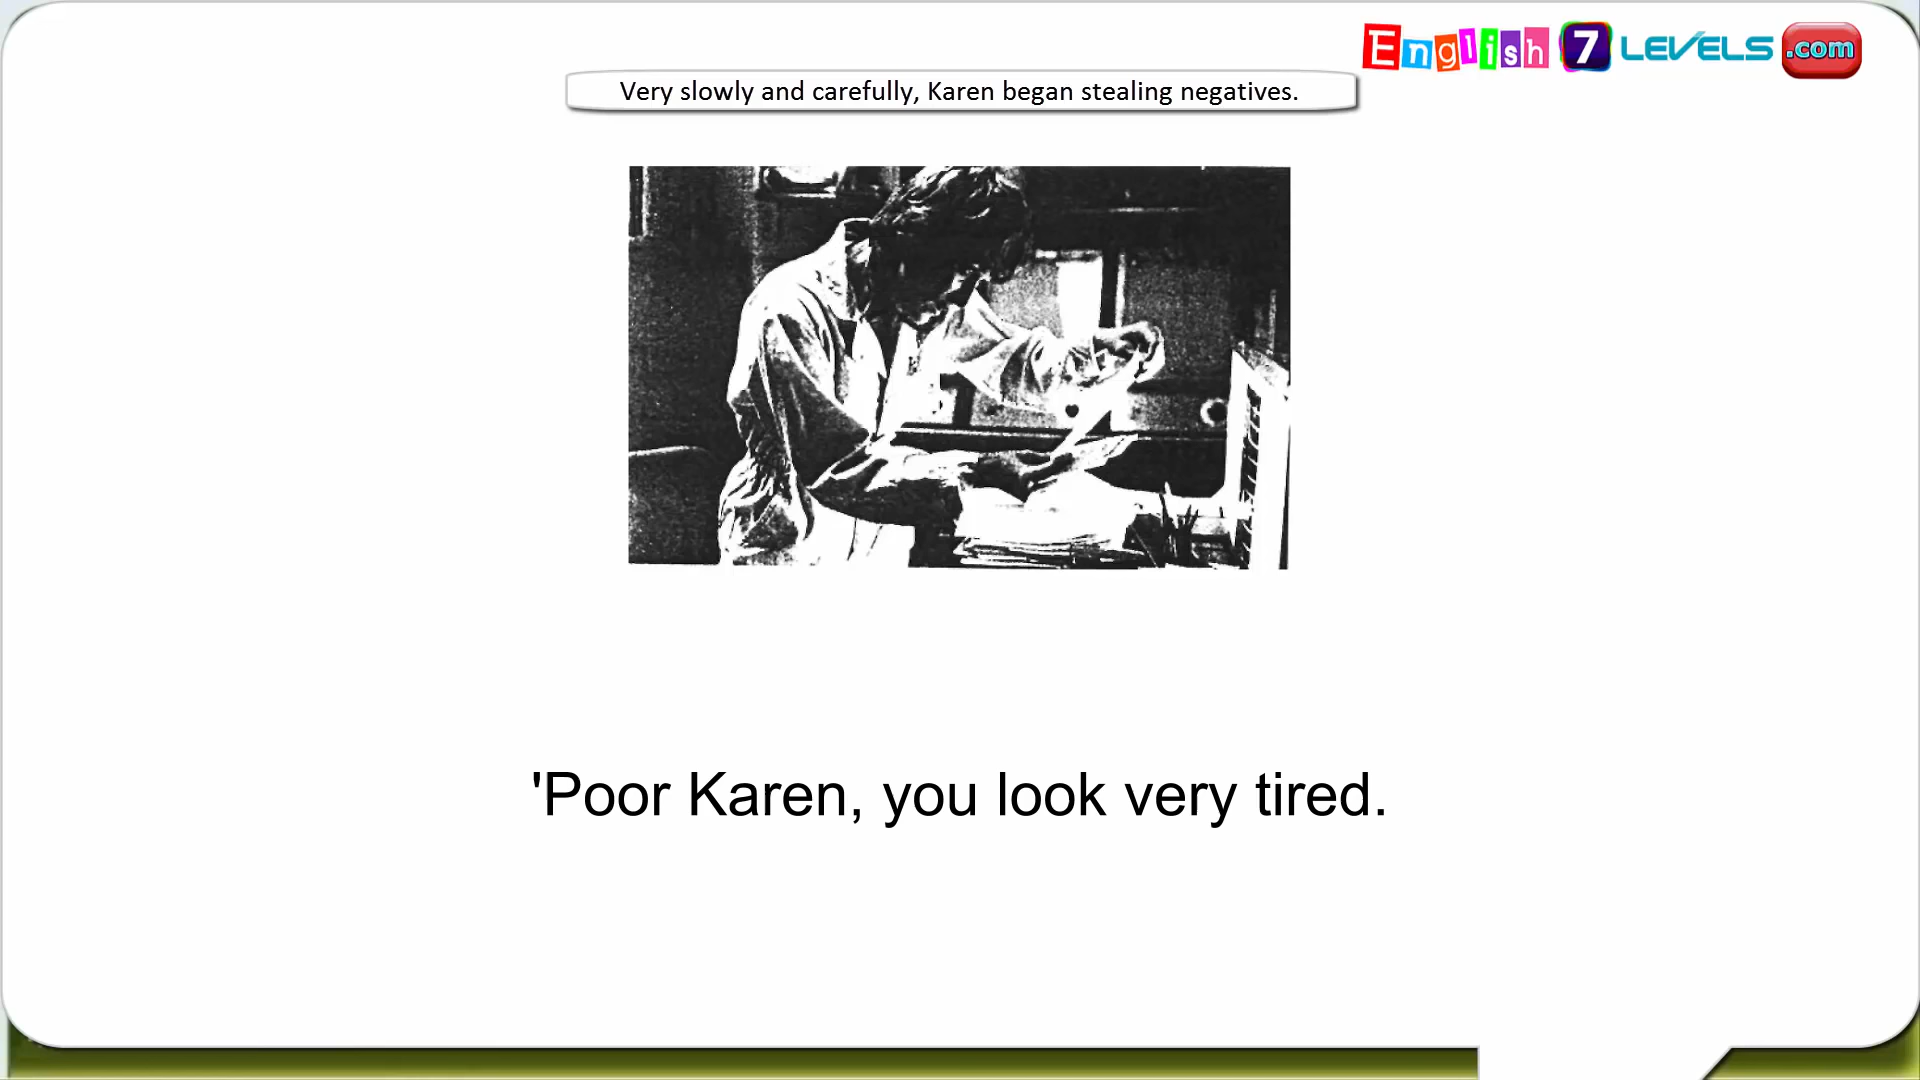 English 7 LEVELS .com
Very slowly and carefully, Karen began stealing negatives.
'Poor Karen, you look very tired.